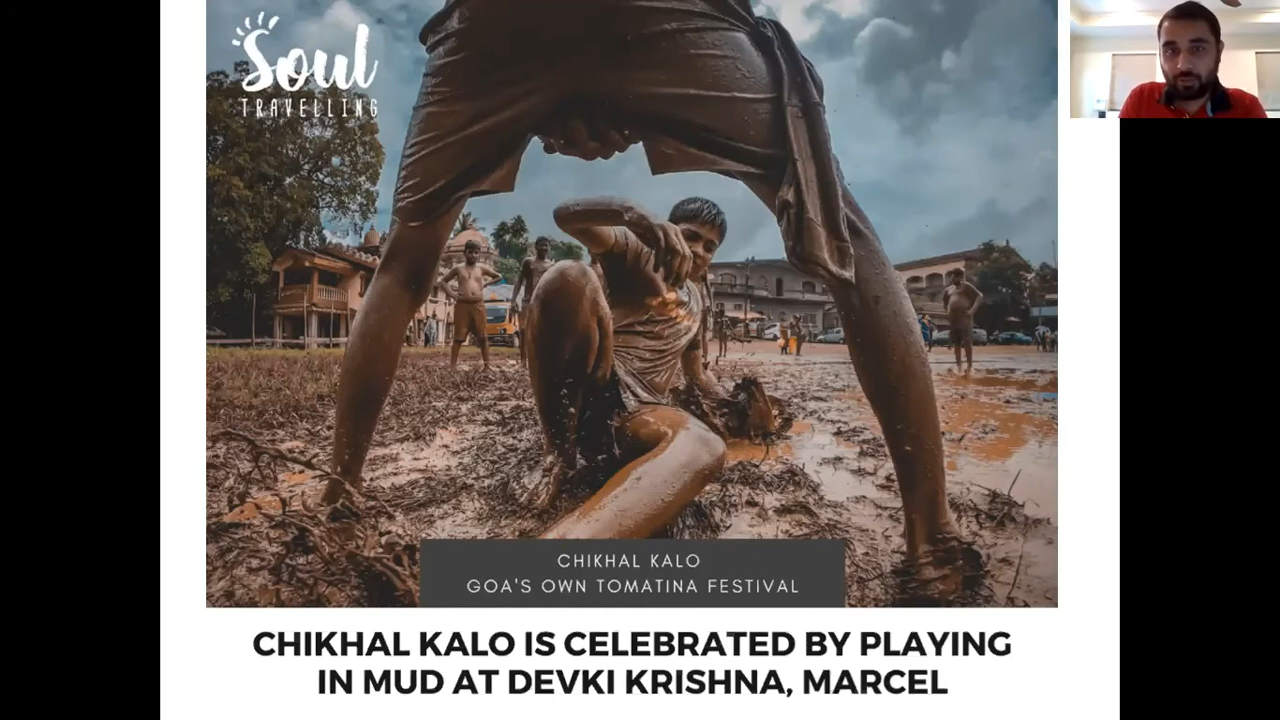 Soul
TRAVELLING
CHIKHAL KALO
GOA'S OWN TOMATINA FESTIVAL
CHIKHAL KALO IS CELEBRATED BY PLAYING
IN MUD AT DEVKI KRISHNA, MARCEL